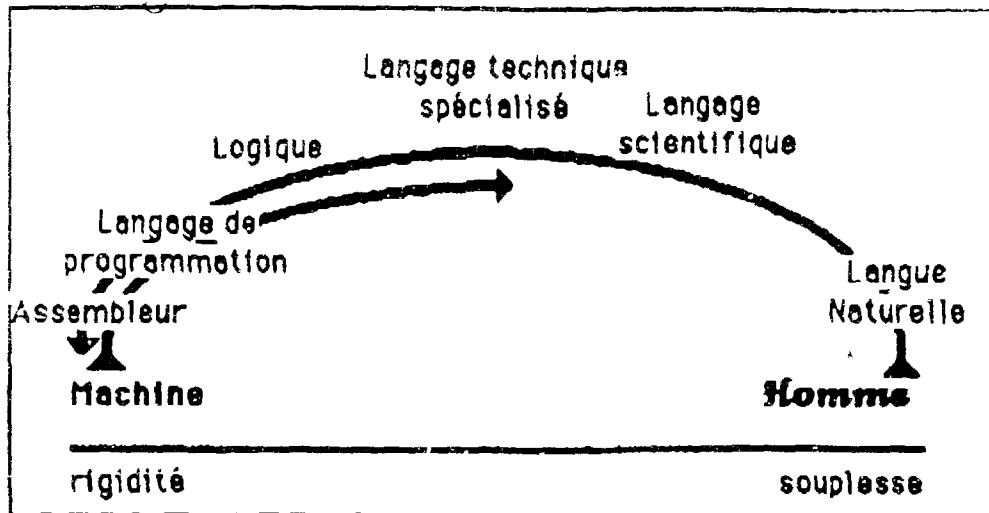 Langage technique
spécialisé
Langage
scientifique
Logique
Langage de
programmation
Assembleur
Langue
Naturelle
Machine
Homme
rigidité
souplesse